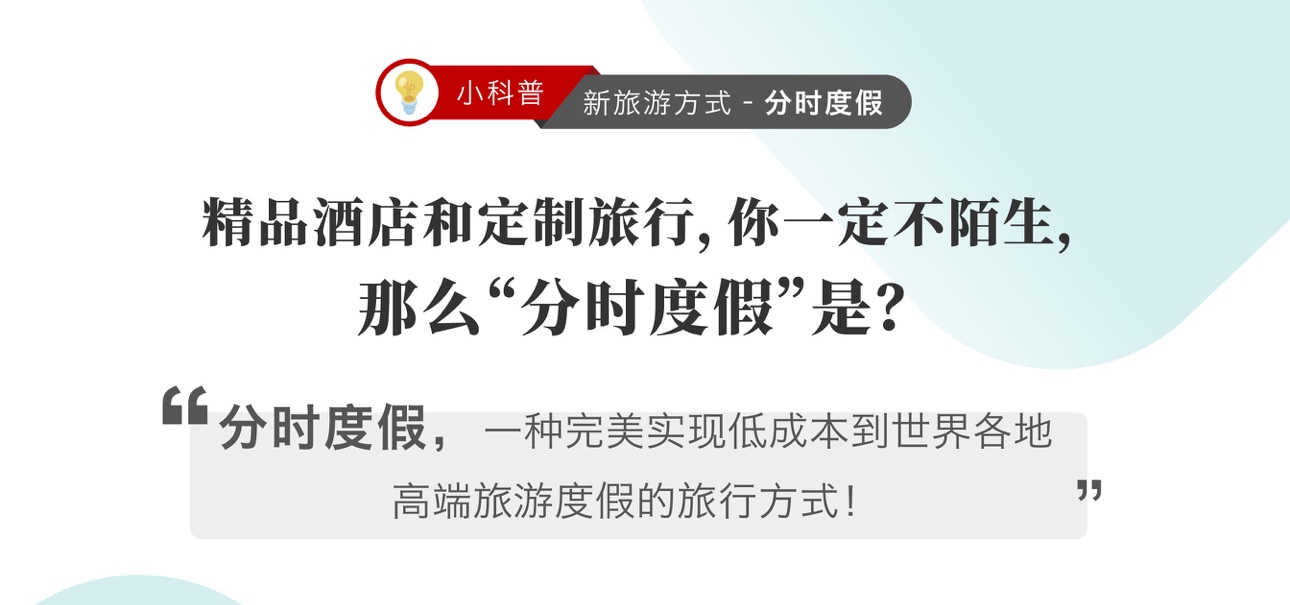 小科普 新旅游方式 - 分时度假
精品酒店和定制旅行, 你一定不陌生,
那么“分时度假”是?
“分时度假，一种完美实现低成本到世界各地
高端旅游度假的旅行方式！”